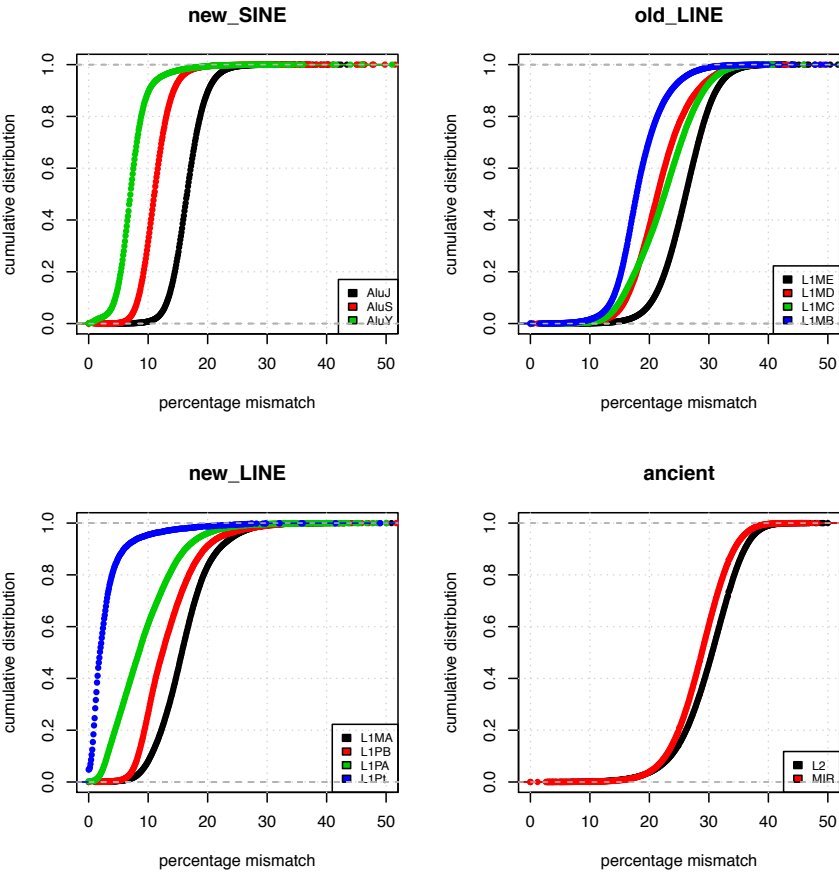 new_SINE
cumulative distribution
1.0
0.8
0.6
0.4
0.2
0.0
AluJ
AluS
AluY
0 10 20 30 40 50
percentage mismatch
old_LINE
cumulative distribution
1.0
0.8
0.6
0.4
0.2
0.0
L1ME
L1MD
L1MC
L1MB
0 10 20 30 40 50
percentage mismatch
new_LINE
cumulative distribution
1.0
0.8
0.6
0.4
0.2
0.0
L1MA
L1PB
L1PA
L1Pt
0 10 20 30 40 50
percentage mismatch
ancient
cumulative distribution
1.0
0.8
0.6
0.4
0.2
0.0
L2
MIR
0 10 20 30 40 50
percentage mismatch